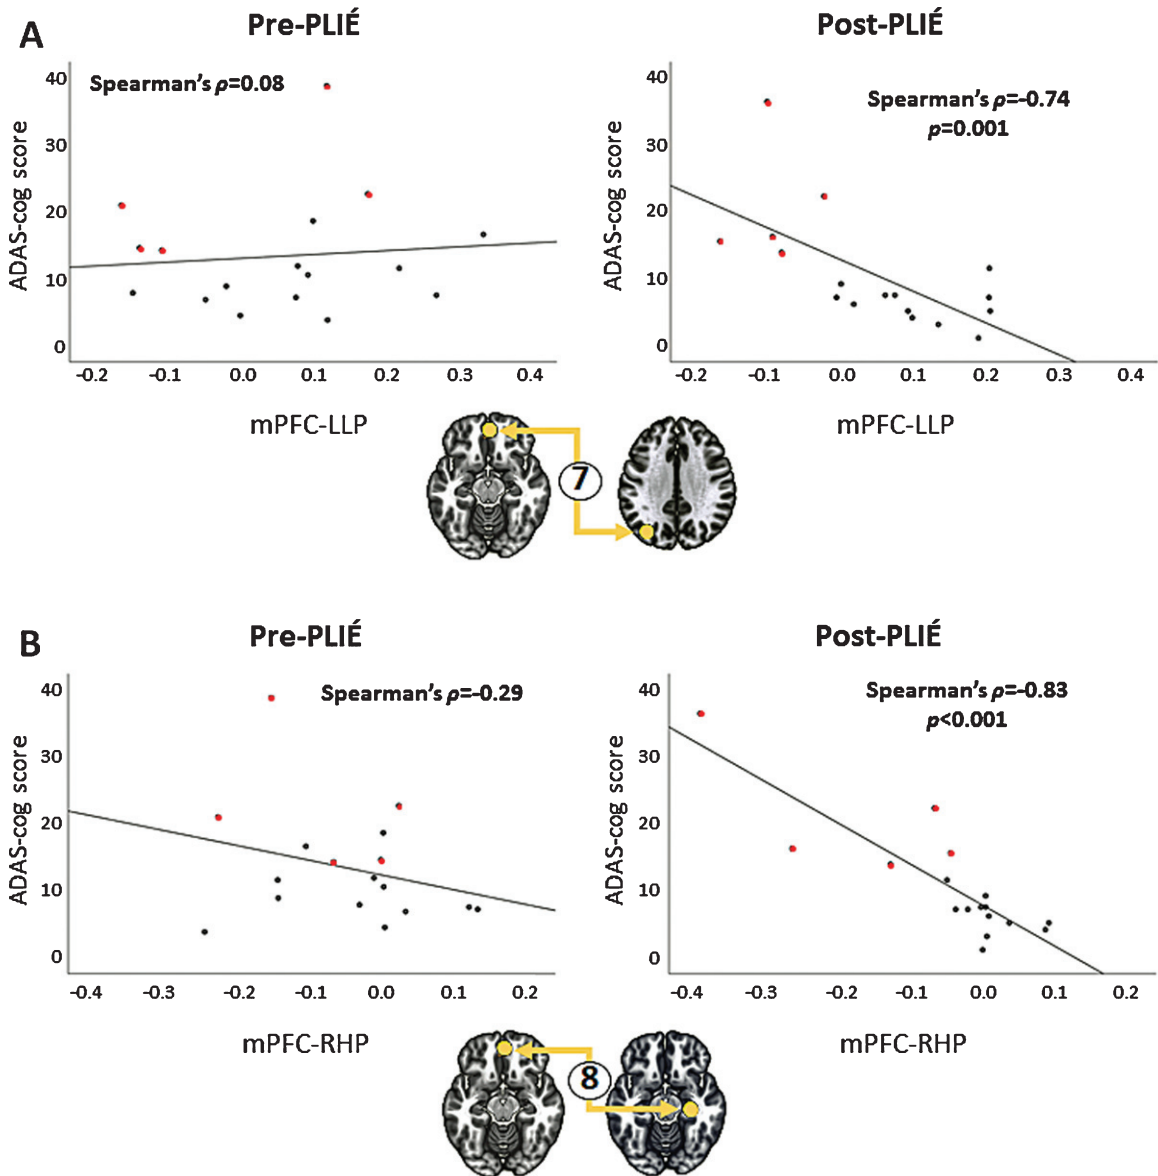 A
Pre-PLIÉ
Post-PLIÉ
Spearman's ρ=0.08
Spearman's ρ=-0.74
p=0.001
ADAS-cog score
40
30
20
10
0
-0.2 -0.1 0.0 0.1 0.2 0.3 0.4
mPFC-LLP
ADAS-cog score
40
30
20
10
0
-0.2 -0.1 0.0 0.1 0.2 0.3 0.4
mPFC-LLP
7
B
Pre-PLIÉ
Post-PLIÉ
Spearman's ρ=-0.29
Spearman's ρ=-0.83
p<0.001
ADAS-cog score
40
30
20
10
0
-0.4 -0.3 -0.2 -0.1 0.0 0.1 0.2
mPFC-RHP
ADAS-cog score
40
30
20
10
0
-0.4 -0.3 -0.2 -0.1 0.0 0.1 0.2
mPFC-RHP
8